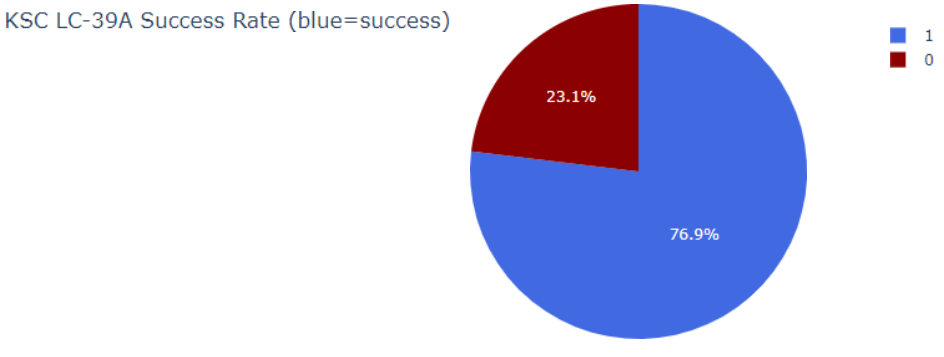 KSC LC-39A Success Rate (blue=success)
1
0
23.1%
76.9%